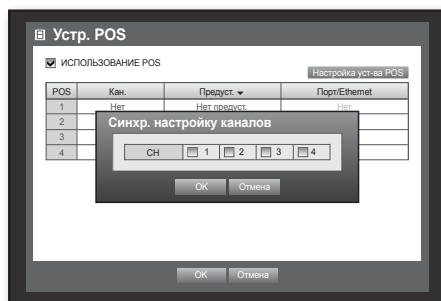 Устр. POS
ИСПОЛЬЗОВАНИЕ POS
Настройка уст-ва POS
POS Кан. Предуст. Порт/Ethernet
1 Нет Нет предуст. Нет
2
3
4
Синхр. настройку каналов
CH 1 2 3 4
OK Отмена
OK Отмена